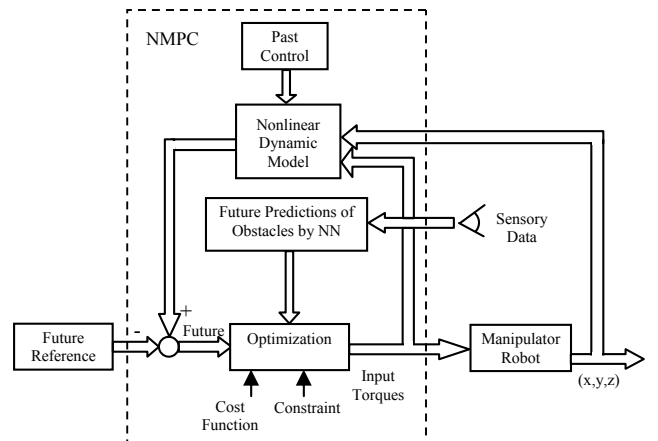 NMPC
Past
Control
Nonlinear
Dynamic
Model
Future Predictions of
Obstacles by NN
Sensory
Data
-
+
Future
Reference
Future
Optimization
Manipulator
Robot
Input
Torques
(x,y,z)
Cost
Function
Constraint